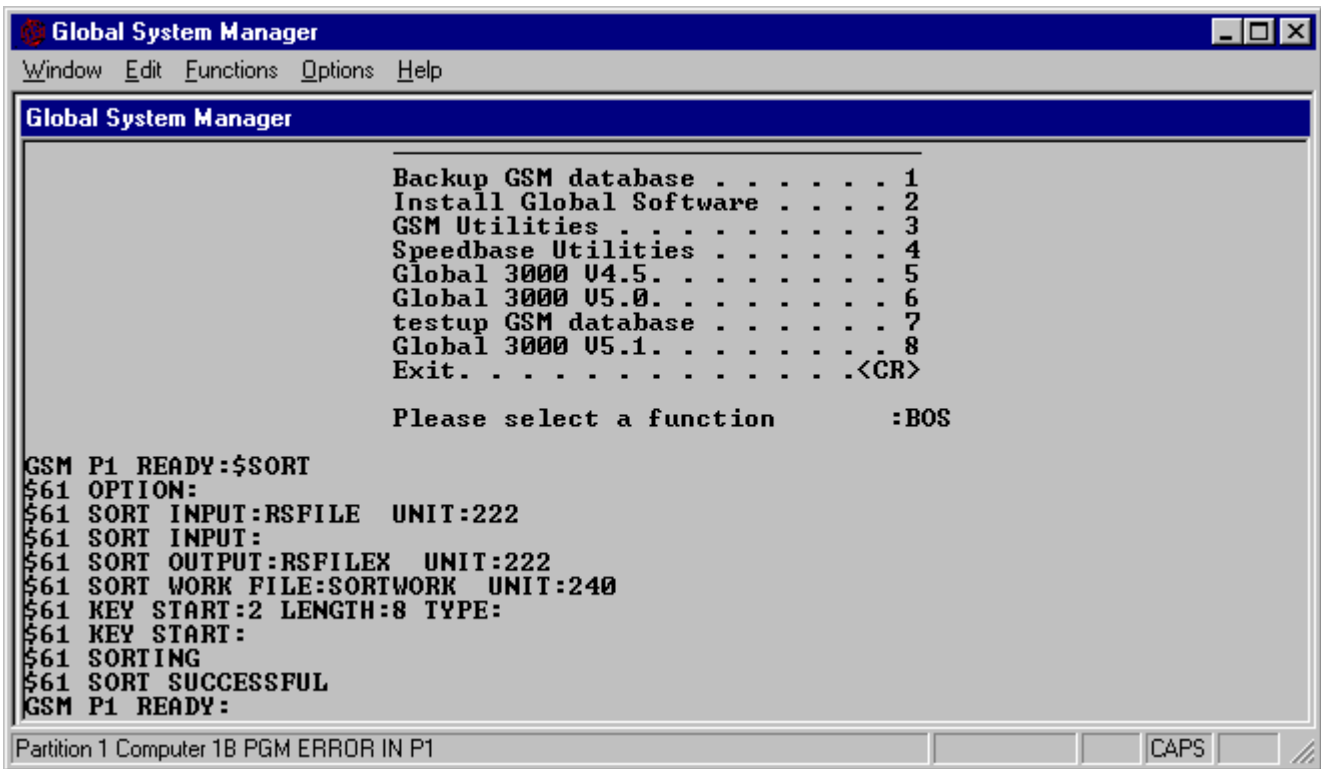 Global System Manager
Window Edit Functions Options Help
Global System Manager
Backup GSM database . . . . . . 1
Install Global Software . . . . 2
GSM Utilities . . . . . . . . . 3
Speedbase Utilities . . . . . . 4
Global 3000 V4.5. . . . . . . . 5
Global 3000 V5.0. . . . . . . . 6
testup GSM database . . . . . . 7
Global 3000 V5.1. . . . . . . . 8
Exit. . . . . . . . . . . . .<CR>
Please select a function :BOS
GSM P1 READY:$SORT
$61 OPTION:
$61 SORT INPUT:RSFILE UNIT:222
$61 SORT INPUT:
$61 SORT OUTPUT:RSFILEX UNIT:222
$61 SORT WORK FILE:SORTWORK UNIT:240
$61 KEY START:2 LENGTH:8 TYPE:
$61 KEY START:
$61 SORTING
$61 SORT SUCCESSFUL
GSM P1 READY:
Partition 1 Computer 1B PGM ERROR IN P1 CAPS